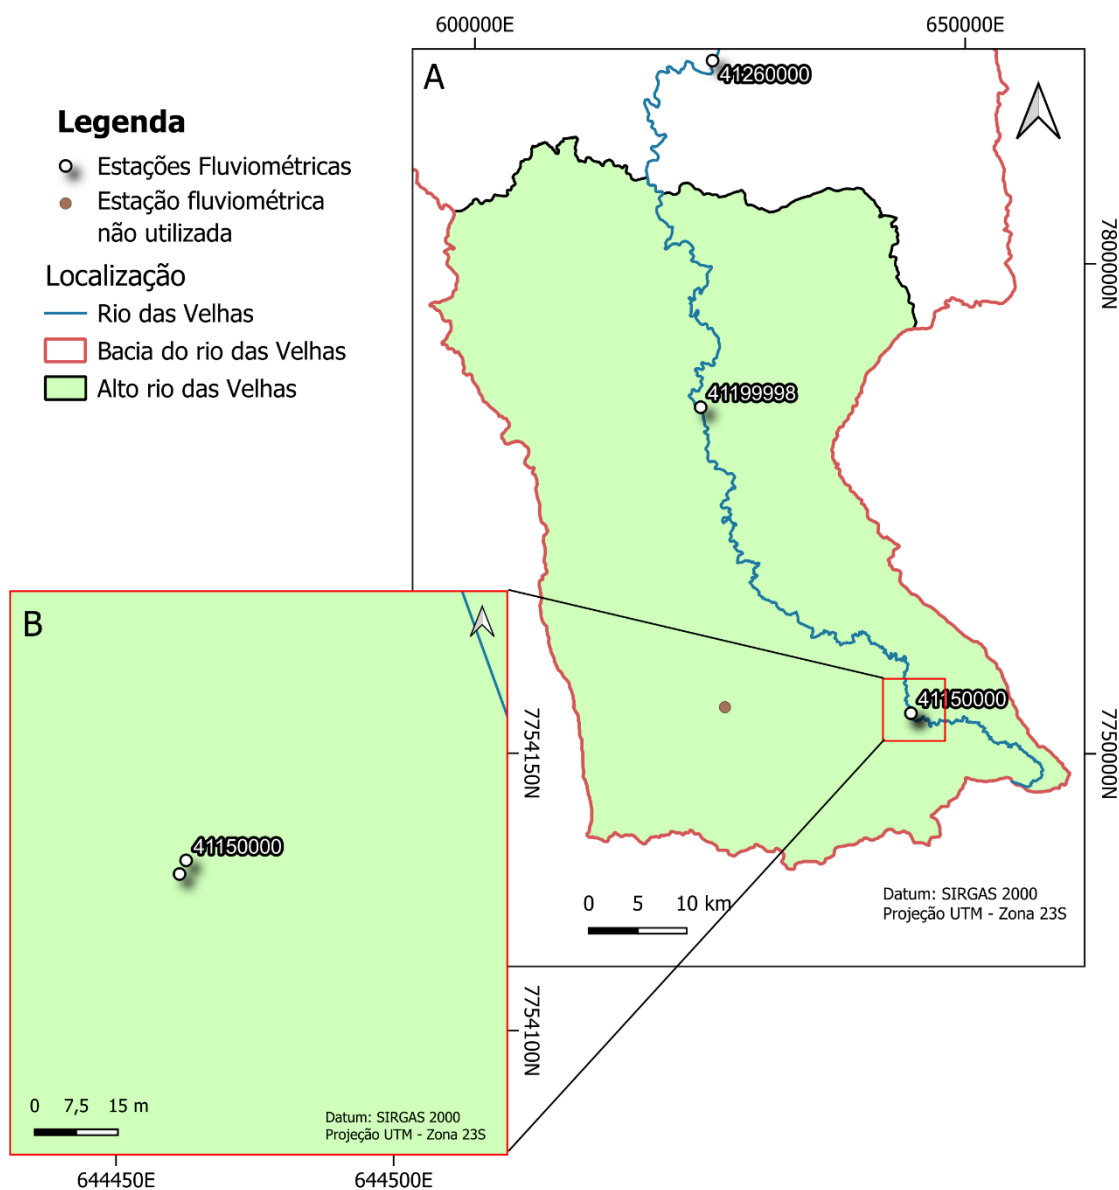 600000E
650000E
A
41260000
Legenda
Estações Fluviométricas
Estação fluviométrica
não utilizada
Localização
Rio das Velhas
Bacia do rio das Velhas
Alto rio das Velhas
7800000N
41199998
B
41150000
7750000N
7754150N
41150000
0 5 10 km
Datum: SIRGAS 2000
Projeção UTM - Zona 23S
7754100N
0 7,5 15 m
Datum: SIRGAS 2000
Projeção UTM - Zona 23S
644450E
644500E